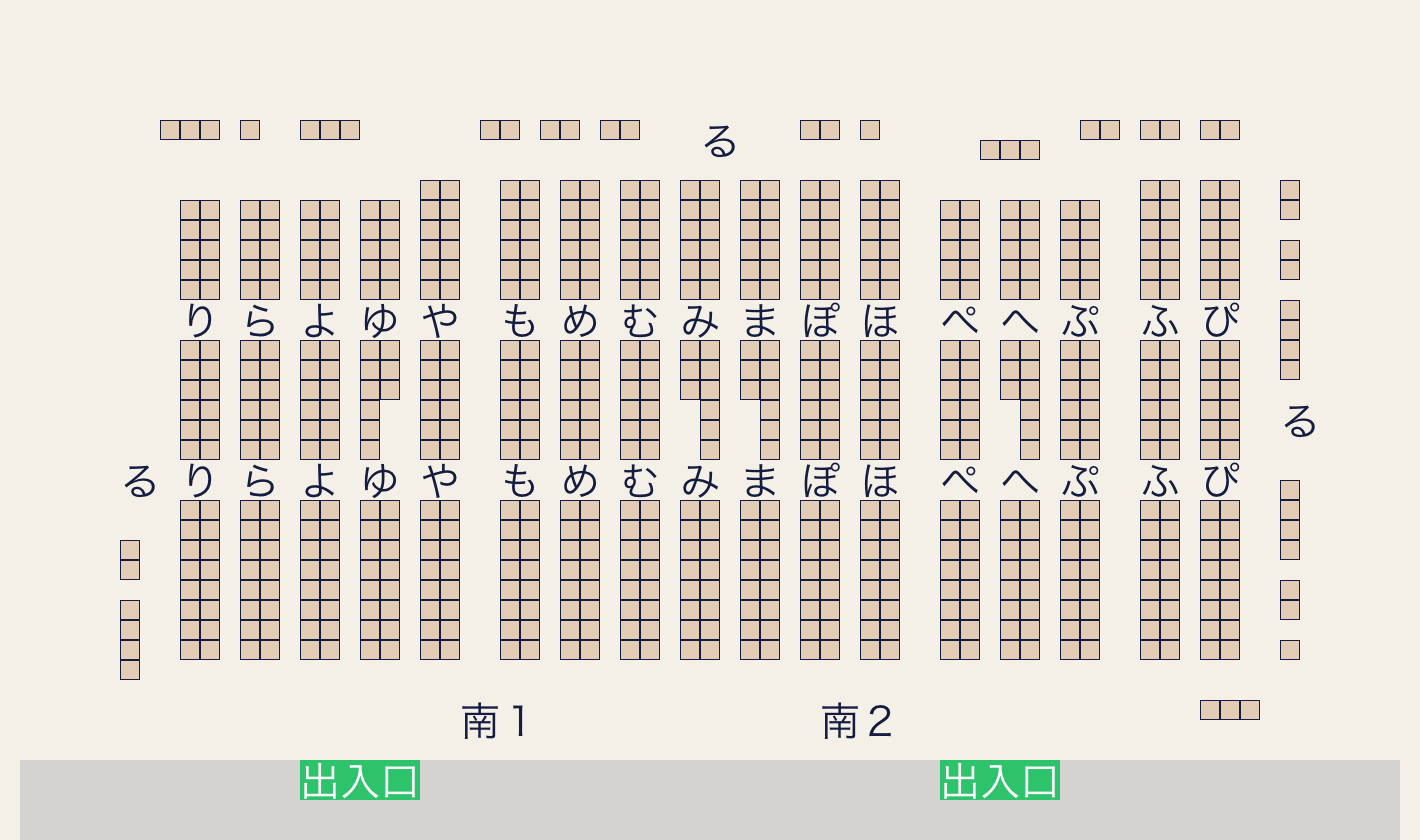 る
り ら よ ゆ や も め む み ま ぽ ほ ぺ へ ぷ ふ ぴ
る
る り ら よ ゆ や も め む み ま ぽ ほ ぺ へ ぷ ふ ぴ
南1 南2
出入口 出入口